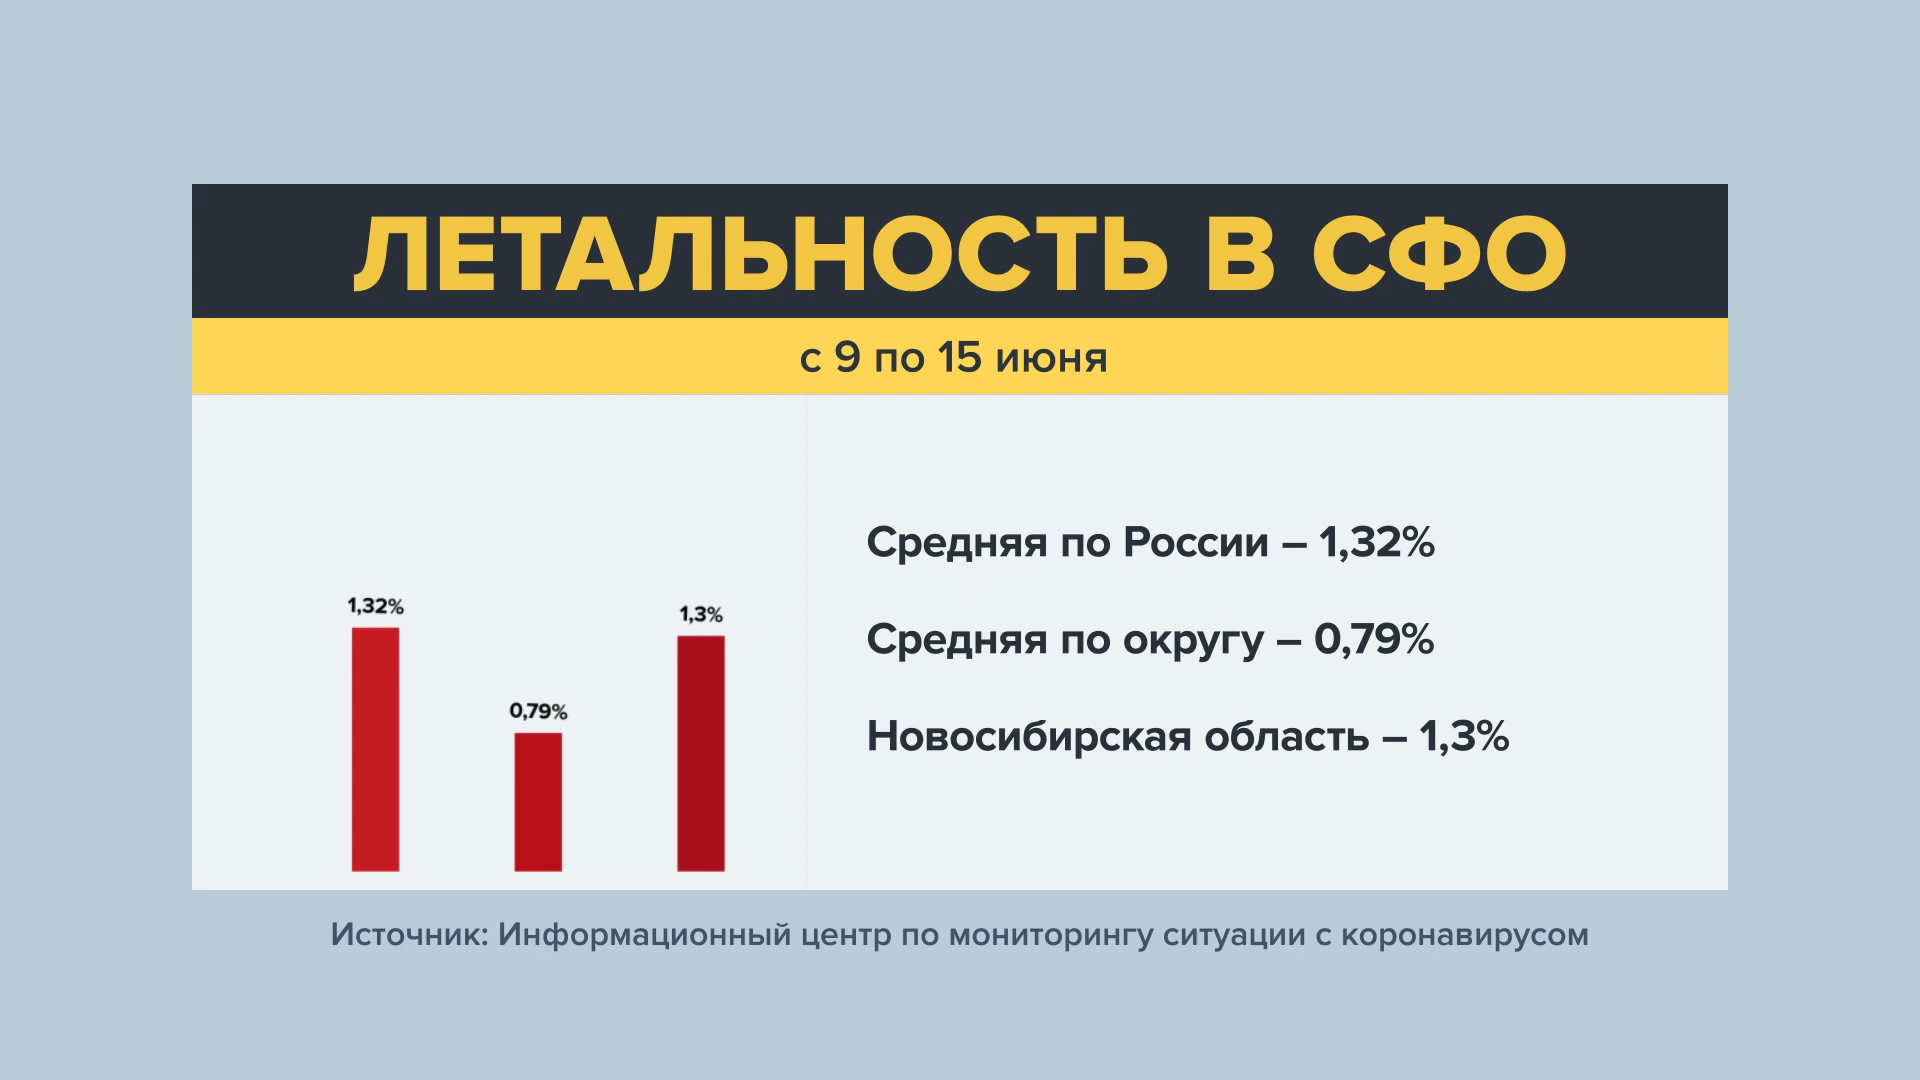 ЛЕТАЛЬНОСТЬ В СФО
с 9 по 15 июня
1,32%
0,79%
1,3%
Средняя по России – 1,32%
Средняя по округу – 0,79%
Новосибирская область – 1,3%
Источник: Информационный центр по мониторингу ситуации с коронавирусом